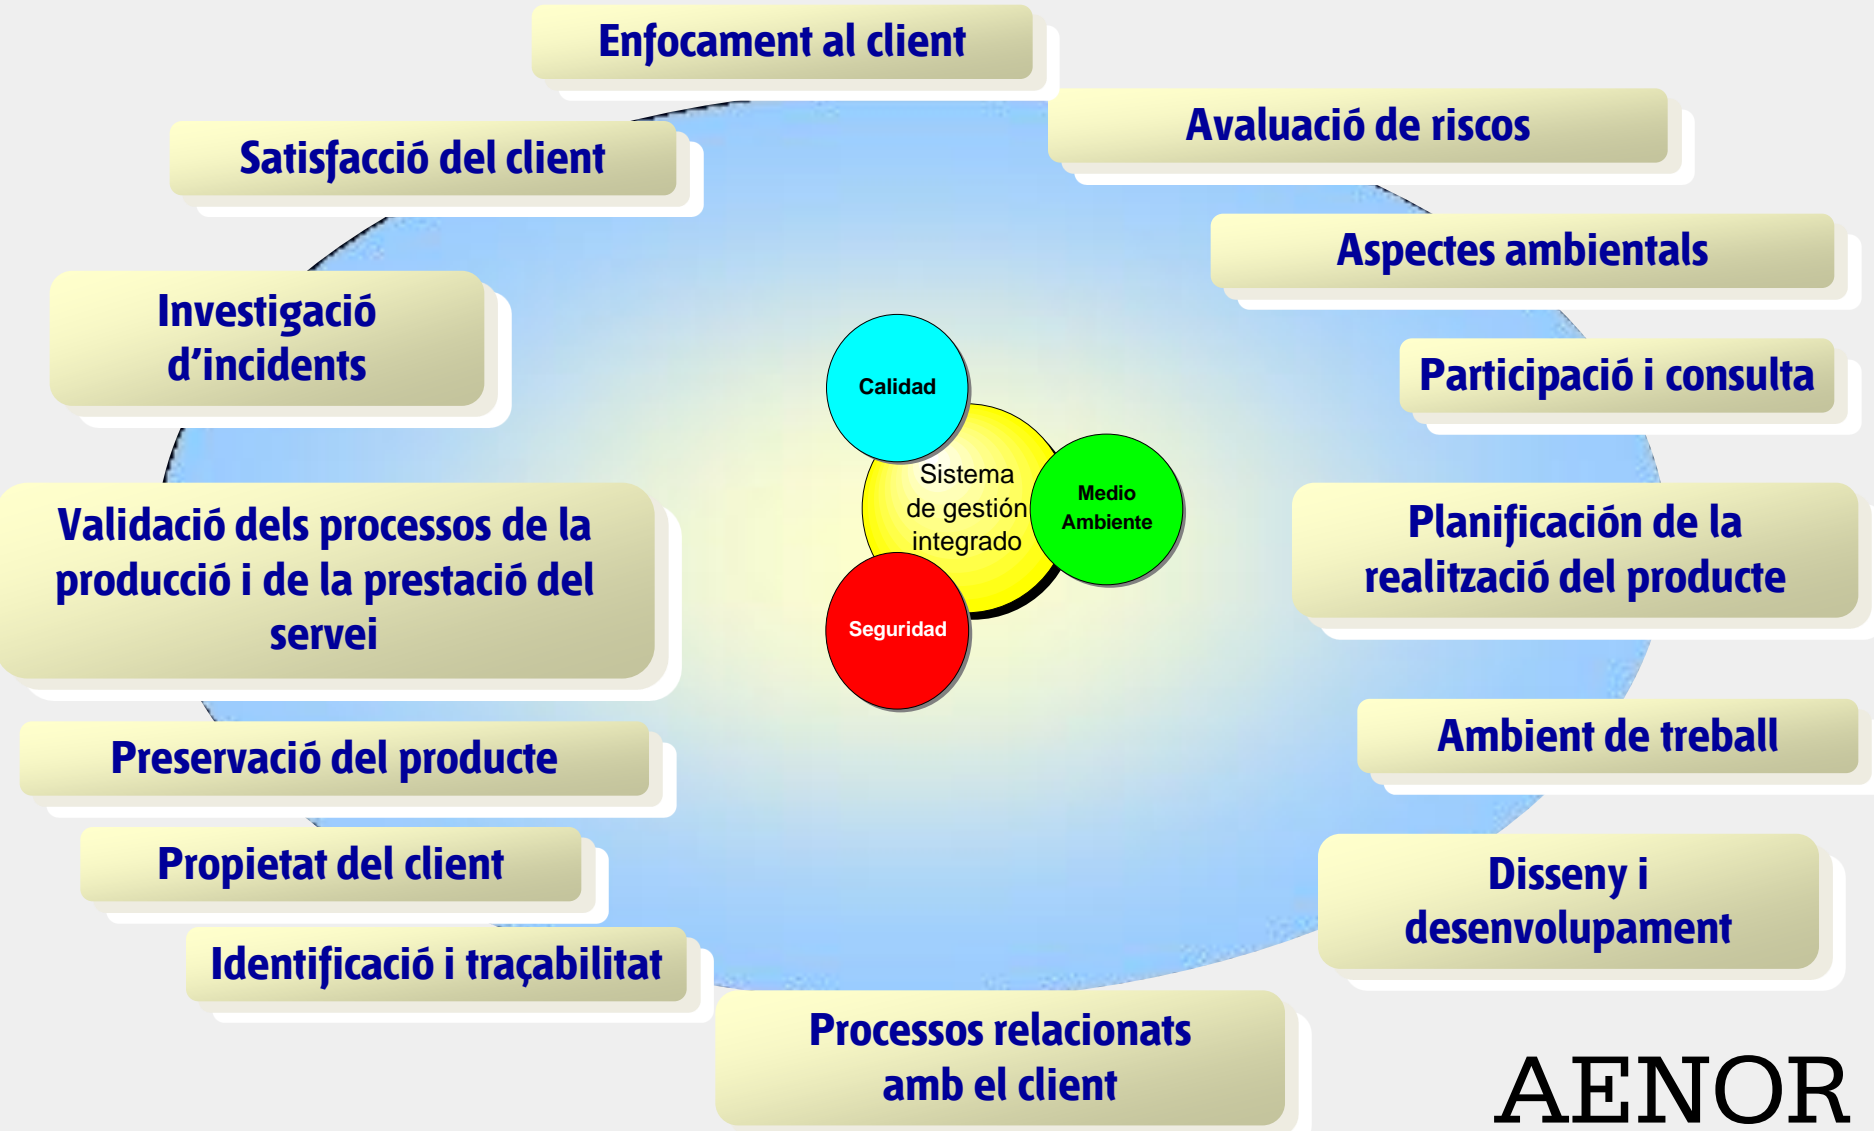 Enfocament al client
Avaluació de riscos
Satisfacció del client
Aspectes ambientals
Investigació
d'incidents
Participació i consulta
Calidad
Sistema
de gestión
integrado
Medio
Ambiente
Seguridad
Validació dels processos de la
producció i de la prestació del
servei
Planificación de la
realització del producte
Preservació del producte
Ambient de treball
Propietat del client
Disseny i
desenvolupament
Identificació i traçabilitat
Processos relacionats
amb el client
AENOR